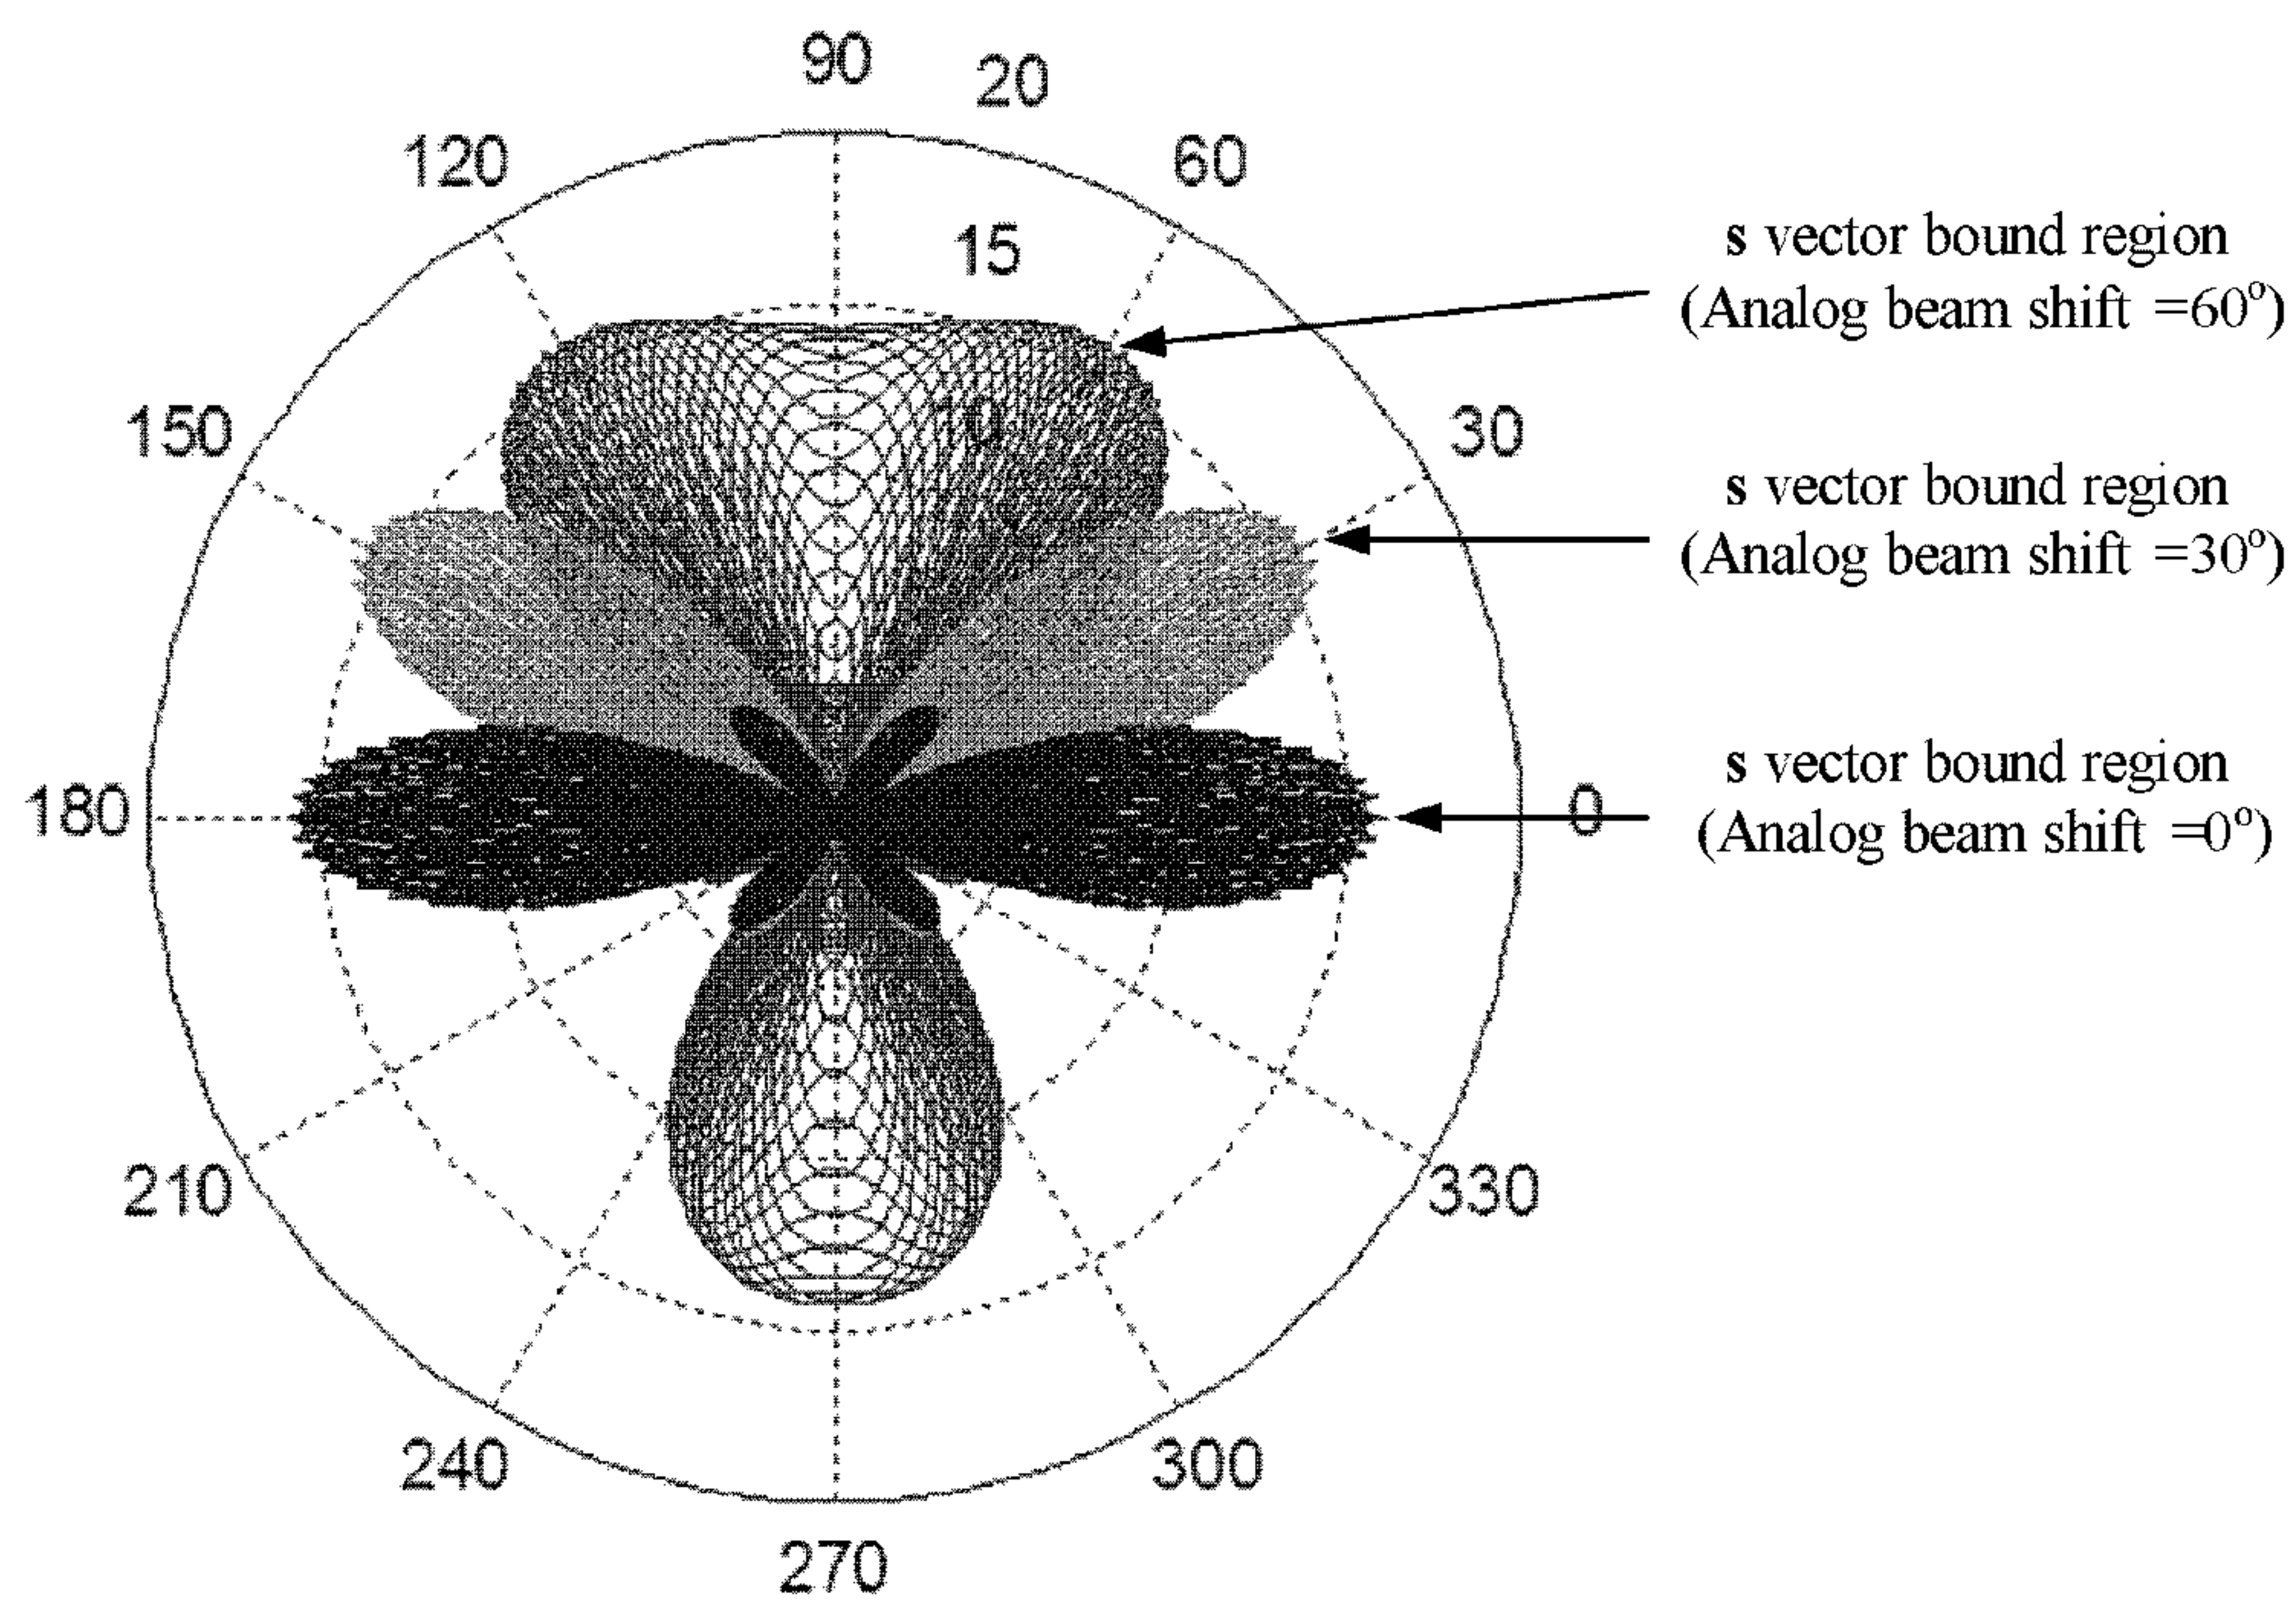 90
20
120
60
15
s vector bound region
(Analog beam shift =60°)
150
30
s vector bound region
(Analog beam shift =30°)
180
0
s vector bound region
(Analog beam shift =0°)
210
330
240
300
270